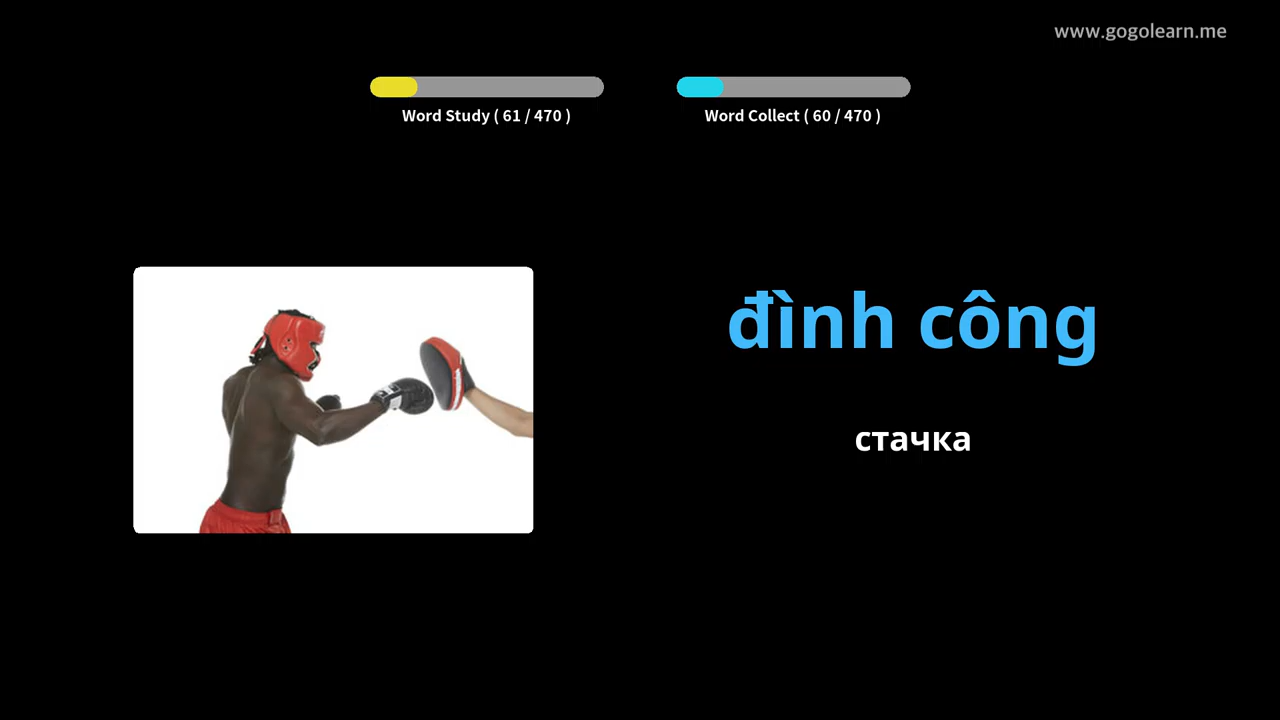 www.gogolearn.me
Word Study ( 61 / 470 )
Word Collect ( 60 / 470 )
đình công
стачка